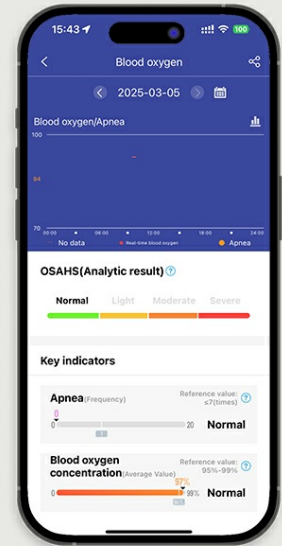 15:43
100
Blood oxygen
2025-03-05
Blood oxygen/Apnea
100
94
70
00:00 06:00 12:00 18:00 24:00
No data Real-time blood oxygen Apnea
OSAHS(Analytic result)
Normal Light Moderate Severe
Key indicators
Apnea(Frequency) Reference value: ≤7(times)
0
0 20 Normal
Blood oxygen concentration(Average Value) Reference value: 95%-99%
97%
0 99% Normal